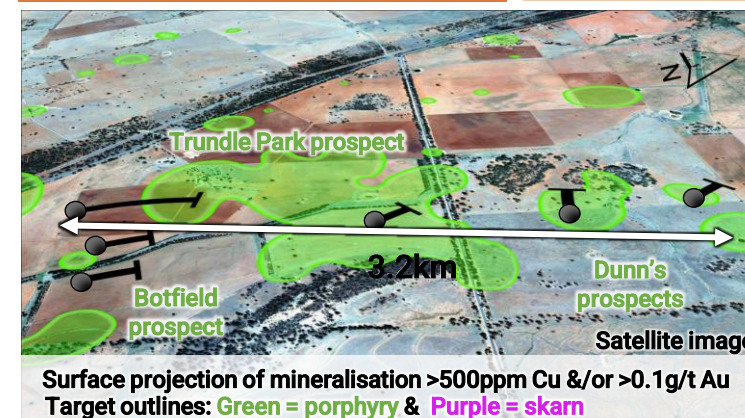 N
Trundle Park prospect
3.2km
Botfield
prospect
Dunn's
prospects
Satellite image
Surface projection of mineralisation >500ppm Cu &/or >0.1g/t Au
Target outlines: Green = porphyry & Purple = skarn